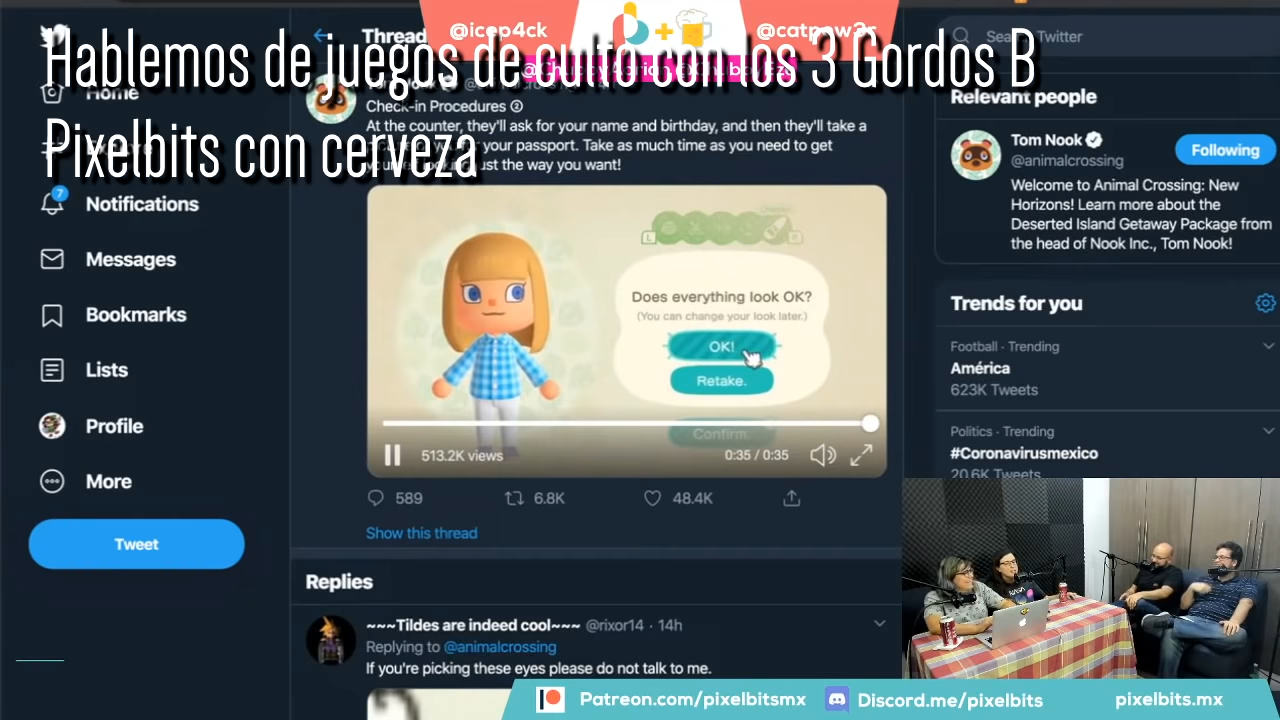 @icep4ck
@catpaw3s
Hablemos de juegos de culto con los 3 Gordos B
Pixelbits con cerveza
Thread
Home
Notifications
7
Messages
Bookmarks
Lists
Profile
More
Tweet
Check-in Procedures ②
At the counter, they'll ask for your name and birthday, and then they'll take a
your passport. Take as much time as you need to get
just the way you want!
Does everything look OK?
(You can change your look later.)
OK!
Retake.
Confirm.
L
R
513.2K views
0:35 / 0:35
589
6.8K
48.4K
Show this thread
Replies
~~~Tildes are indeed cool~~~ @rixor14 · 14h
Replying to @animalcrossing
If you're picking these eyes please do not talk to me.
Search Twitter
Relevant people
Tom Nook
@animalcrossing
Following
Welcome to Animal Crossing: New
Horizons! Learn more about the
Deserted Island Getaway Package from
the head of Nook Inc., Tom Nook!
Trends for you
Football · Trending
América
623K Tweets
Politics · Trending
#Coronavirusmexico
20.6K Tweets
Patreon.com/pixelbitsmx
Discord.me/pixelbits
pixelbits.mx